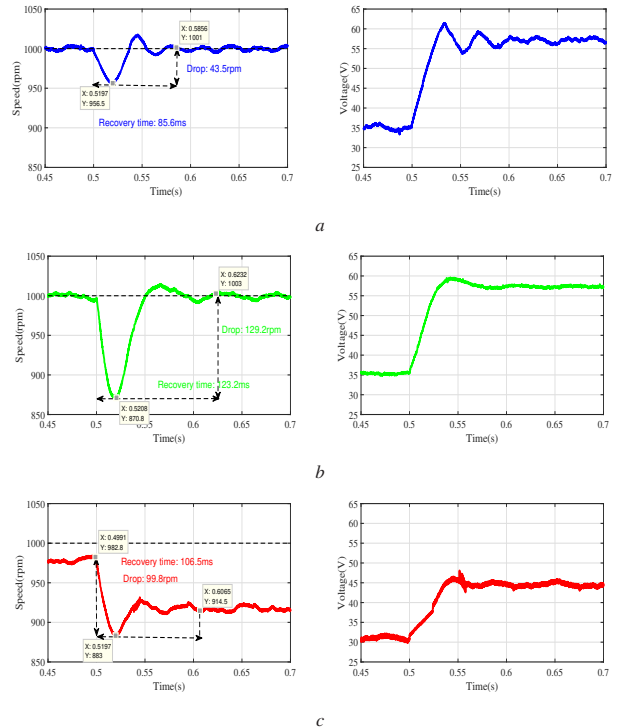 1050
1000
950
900
850
Speed(rpm)
X: 0.5856
Y: 1001
Drop: 43.5rpm
X: 0.5197
Y: 956.5
Recovery time: 85.6ms
0.45 0.5 0.55 0.6 0.65 0.7
Time(s)
65
60
55
50
45
40
35
30
25
Voltage(V)
0.45 0.5 0.55 0.6 0.65 0.7
Time(s)
a
1050
1000
950
900
850
Speed(rpm)
X: 0.6232
Y: 1003
Drop: 129.2rpm
Recovery time: 123.2ms
X: 0.5208
Y: 870.8
0.45 0.5 0.55 0.6 0.65 0.7
Time(s)
65
60
55
50
45
40
35
30
25
Voltage(V)
0.45 0.5 0.55 0.6 0.65 0.7
Time(s)
b
1050
1000
950
900
850
Speed(rpm)
X: 0.4991
Y: 982.8
Recovery time: 106.5ms
Drop: 99.8rpm
X: 0.6065
Y: 914.5
X: 0.5197
Y: 883
0.45 0.5 0.55 0.6 0.65 0.7
Time(s)
65
60
55
50
45
40
35
30
25
Voltage(V)
0.45 0.5 0.55 0.6 0.65 0.7
Time(s)
c